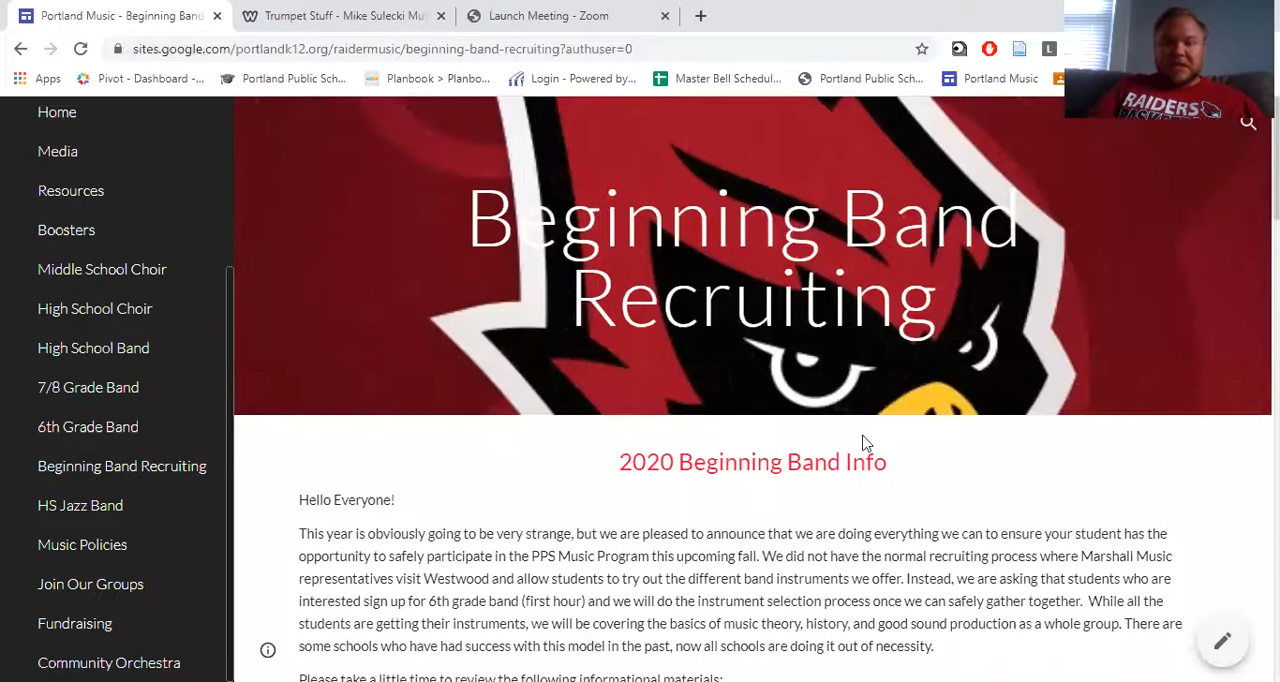 Portland Music - Beginning Band
Trumpet Stuff - Mike Sulecki Mu
Launch Meeting - Zoom
sites.google.com/portlandk12.org/raidermusic/beginning-band-recruiting?authuser=0
Apps
Pivot - Dashboard -...
Portland Public Sch...
Planbook > Planbo...
Login - Powered by...
Master Bell Schedul...
Portland Public Sch...
Portland Music
RAIDERS
Home
Media
Resources
Boosters
Middle School Choir
High School Choir
High School Band
7/8 Grade Band
6th Grade Band
Beginning Band Recruiting
HS Jazz Band
Music Policies
Join Our Groups
Fundraising
Community Orchestra
Beginning Band
Recruiting
2020 Beginning Band Info
Hello Everyone!
This year is obviously going to be very strange, but we are pleased to announce that we are doing everything we can to ensure your student has the
opportunity to safely participate in the PPS Music Program this upcoming fall. We did not have the normal recruiting process where Marshall Music
representatives visit Westwood and allow students to try out the different band instruments we offer. Instead, we are asking that students who are
interested sign up for 6th grade band (first hour) and we will do the instrument selection process once we can safely gather together. While all the
students are getting their instruments, we will be covering the basics of music theory, history, and good sound production as a whole group. There are
some schools who have had success with this model in the past, now all schools are doing it out of necessity.
Please take a little time to review the following informational materials: